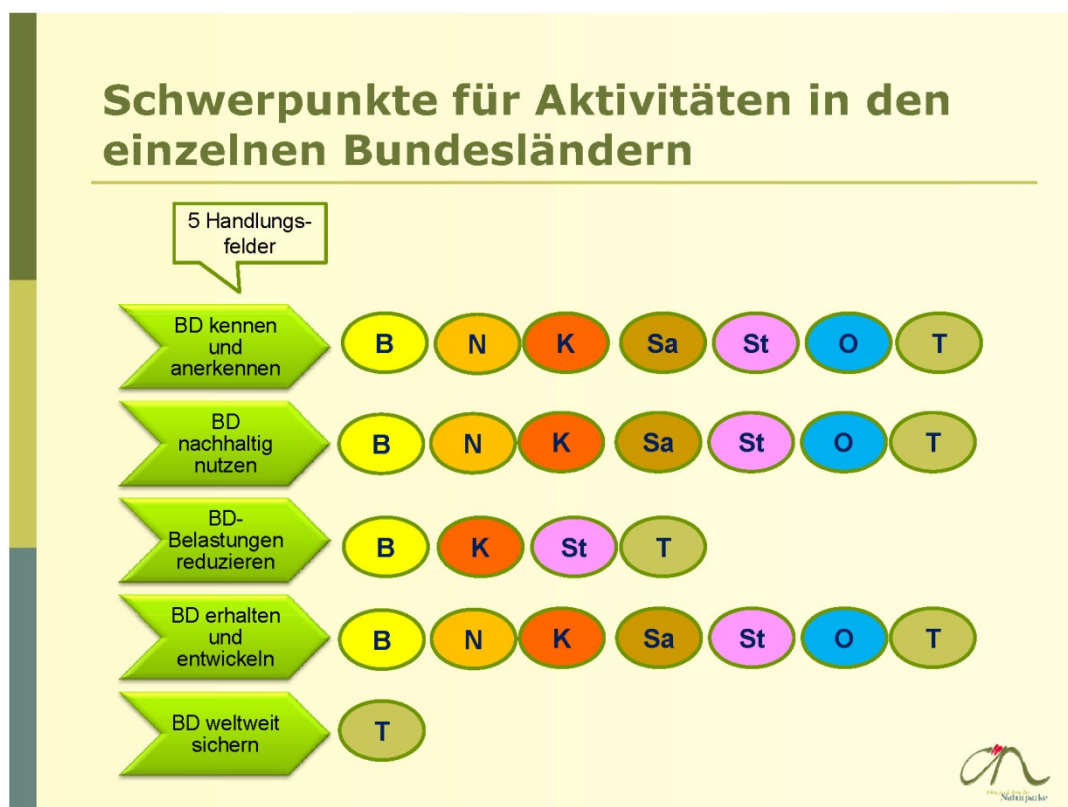 Schwerpunkte für Aktivitäten in den
einzelnen Bundesländern
5 Handlungs-
felder
BD kennen
und
anerkennen
B N K Sa St O T
BD
nachhaltig
nutzen
B N K Sa St O T
BD-
Belastungen
reduzieren
B K St T
BD erhalten
und
entwickeln
B N K Sa St O T
BD weltweit
sichern
T
Naturparke